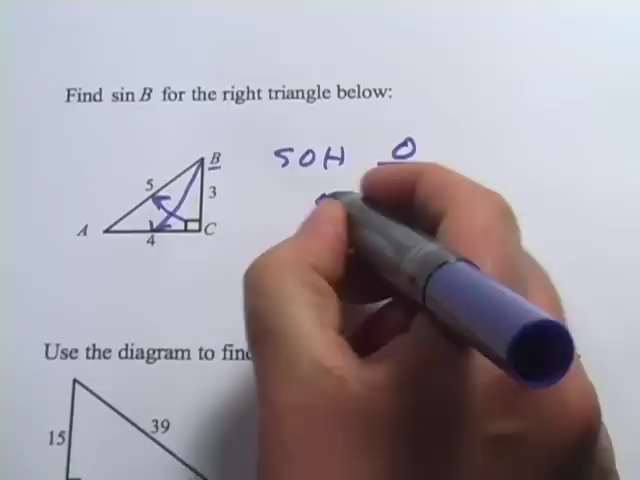 Find sin B for the right triangle below:
SOH O
B
5
3
A
C
4
Use the diagram to find
15
39